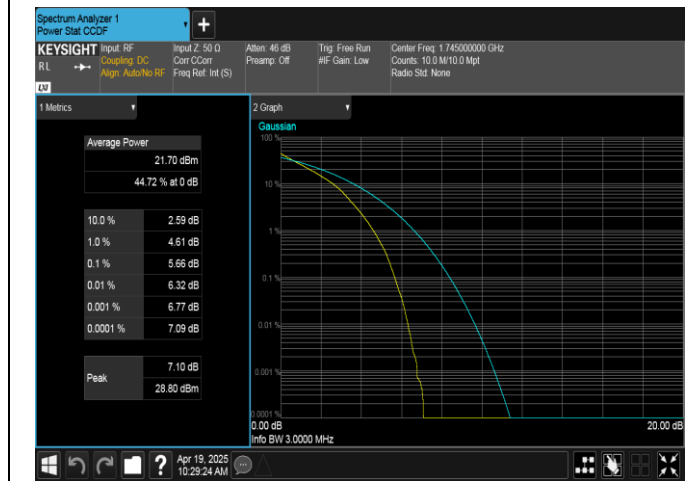 Spectrum Analyzer 1
Power Stat CCDF
+
KEYSIGHT
RL
LXI
Input: RF
Coupling: DC
Align: Auto/No RF
Input Z: 50 Ω
Corr CCorr
Freq Ref: Int (S)
Atten: 46 dB
Preamp: Off
Trig: Free Run
#IF Gain: Low
Center Freq: 1.745000000 GHz
Counts: 10.0 M/10.0 Mpt
Radio Std: None
1 Metrics
Average Power
21.70 dBm
44.72 % at 0 dB
10.0 % 2.59 dB
1.0 % 4.61 dB
0.1 % 5.66 dB
0.01 % 6.32 dB
0.001 % 6.77 dB
0.0001 % 7.09 dB
Peak
7.10 dB
28.80 dBm
2 Graph
Gaussian
100 %
10 %
1 %
0.1 %
0.01 %
0.001 %
0.0001 %
0.00 dB 20.00 dB
Info BW 3.0000 MHz
?
Apr 19, 2025
10:29:24 AM